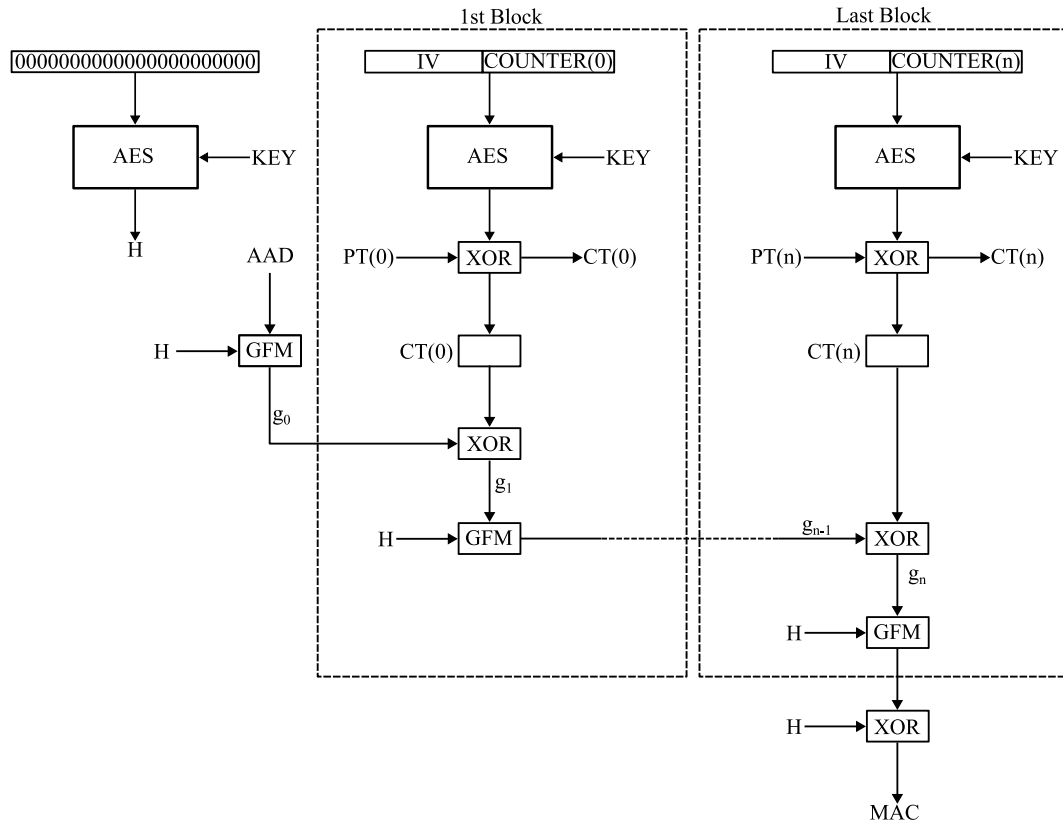 1st Block
Last Block
0000000000000000000000
IV COUNTER(0)
IV COUNTER(n)
AES
KEY
AES
KEY
AES
KEY
H
AAD
PT(0)
XOR
CT(0)
PT(n)
XOR
CT(n)
H
GFM
CT(0)
CT(n)
g0
XOR
g1
H
GFM
gn-1
XOR
gn
H
GFM
H
XOR
MAC